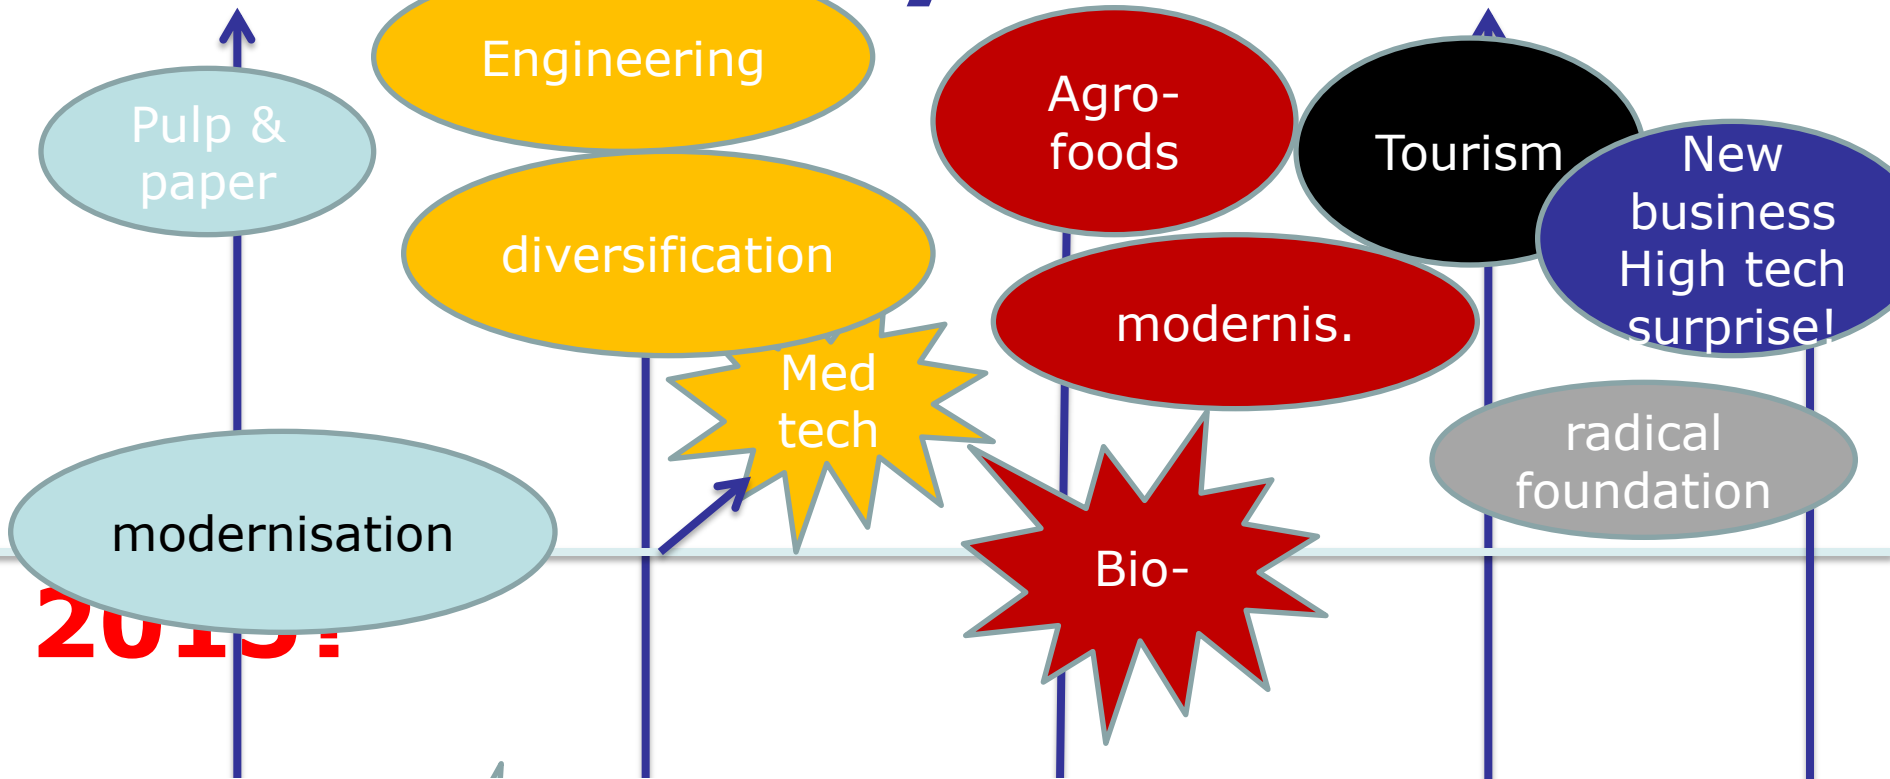 Engineering
Agro-
foods
Pulp &
paper
Tourism
New
business
High tech
surprise!
diversification
modernis.
Med
tech
radical
foundation
modernisation
Bio-